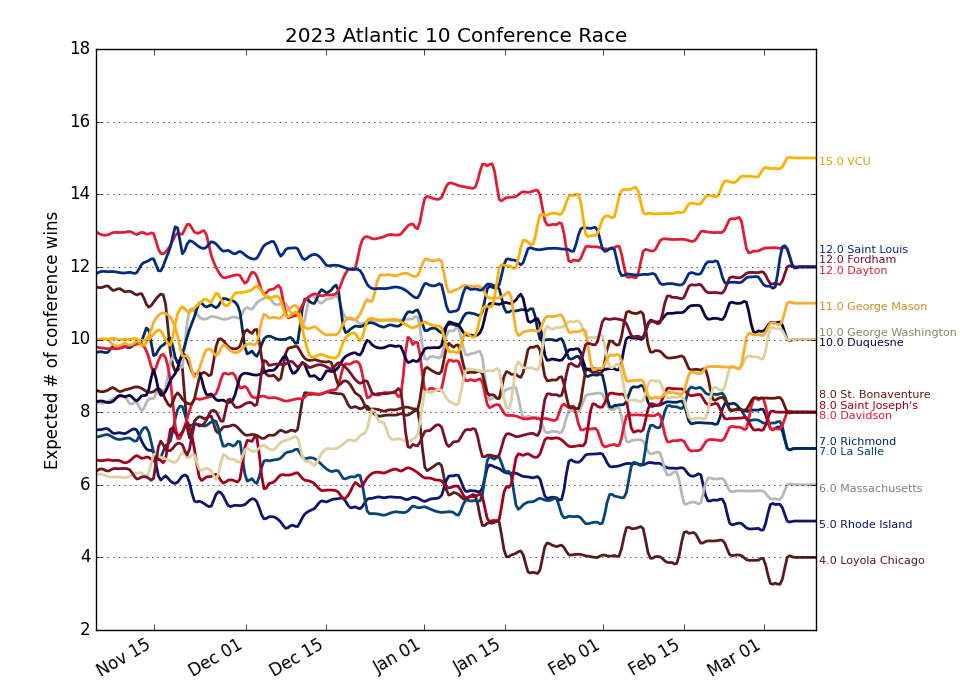 2023 Atlantic 10 Conference Race
Expected # of conference wins
18
16
14
12
10
8
6
4
2
Nov 15
Dec 01
Dec 15
Jan 01
Jan 15
Feb 01
Feb 15
Mar 01
15.0 VCU
12.0 Saint Louis
12.0 Fordham
12.0 Dayton
11.0 George Mason
10.0 George Washington
10.0 Duquesne
8.0 St. Bonaventure
8.0 Saint Joseph's
8.0 Davidson
7.0 Richmond
7.0 La Salle
6.0 Massachusetts
5.0 Rhode Island
4.0 Loyola Chicago